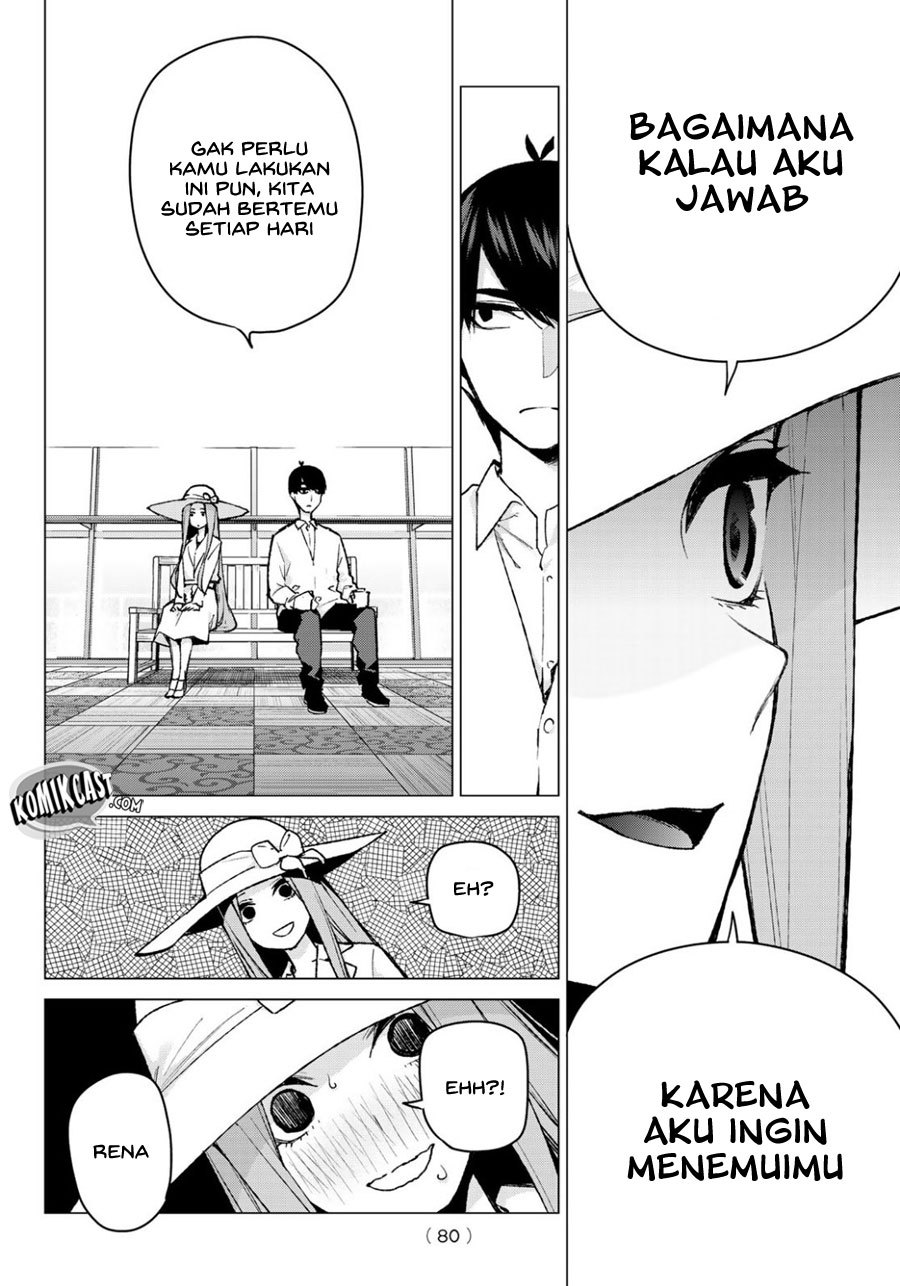 BAGAIMANA
KALAU AKU
JAWAB
KARENA
AKU INGIN
MENEMUIMU
GAK PERLU
KAMU LAKUKAN
INI PUN, KITA
SUDAH BERTEMU
SETIAP HARI
KOMIKCAST.COM
EH?
EHH?!
RENA
( 80 )